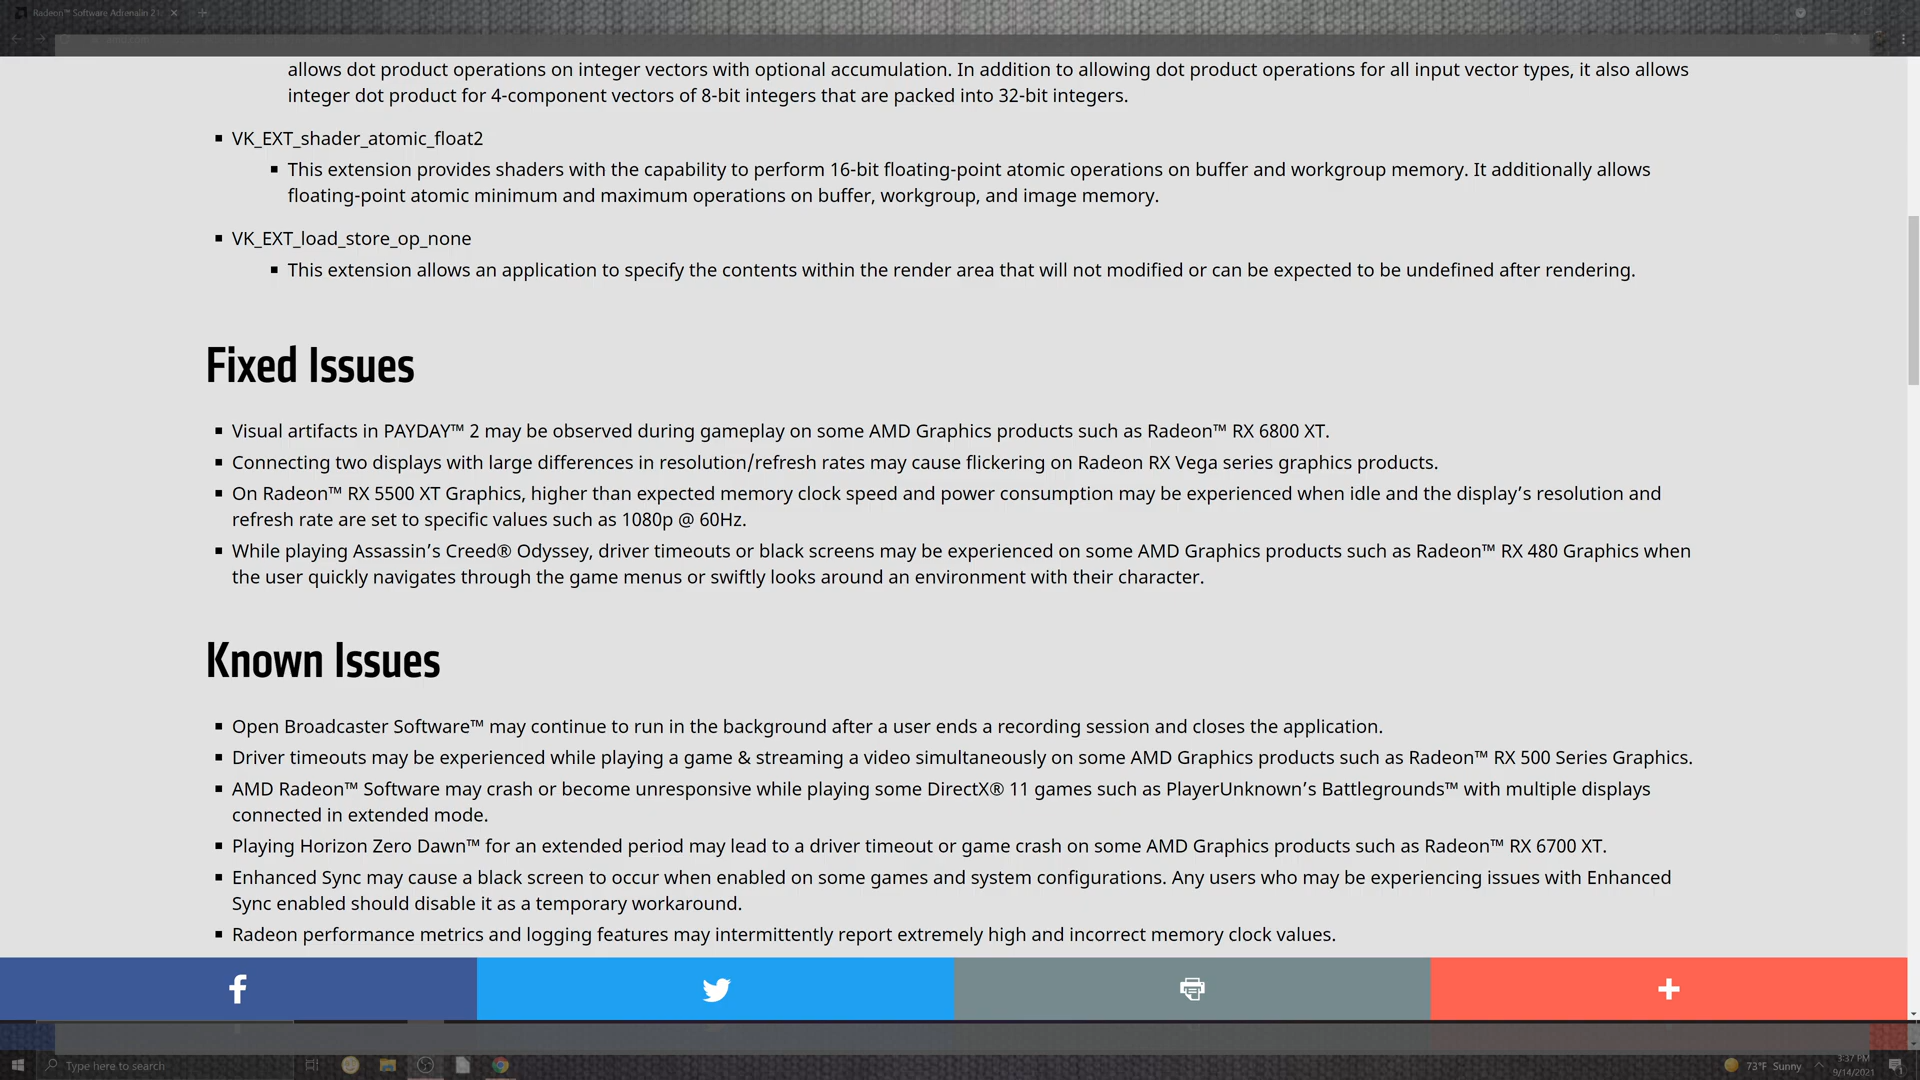 Radeon™ Software Adrenalin 21
allows dot product operations on integer vectors with optional accumulation. In addition to allowing dot product operations for all input vector types, it also allows
integer dot product for 4-component vectors of 8-bit integers that are packed into 32-bit integers.
VK_EXT_shader_atomic_float2
This extension provides shaders with the capability to perform 16-bit floating-point atomic operations on buffer and workgroup memory. It additionally allows
floating-point atomic minimum and maximum operations on buffer, workgroup, and image memory.
VK_EXT_load_store_op_none
This extension allows an application to specify the contents within the render area that will not modified or can be expected to be undefined after rendering.
Fixed Issues
Visual artifacts in PAYDAY™ 2 may be observed during gameplay on some AMD Graphics products such as Radeon™ RX 6800 XT.
Connecting two displays with large differences in resolution/refresh rates may cause flickering on Radeon RX Vega series graphics products.
On Radeon™ RX 5500 XT Graphics, higher than expected memory clock speed and power consumption may be experienced when idle and the display’s resolution and
refresh rate are set to specific values such as 1080p @ 60Hz.
While playing Assassin’s Creed® Odyssey, driver timeouts or black screens may be experienced on some AMD Graphics products such as Radeon™ RX 480 Graphics when
the user quickly navigates through the game menus or swiftly looks around an environment with their character.
Known Issues
Open Broadcaster Software™ may continue to run in the background after a user ends a recording session and closes the application.
Driver timeouts may be experienced while playing a game & streaming a video simultaneously on some AMD Graphics products such as Radeon™ RX 500 Series Graphics.
AMD Radeon™ Software may crash or become unresponsive while playing some DirectX® 11 games such as PlayerUnknown’s Battlegrounds™ with multiple displays
connected in extended mode.
Playing Horizon Zero Dawn™ for an extended period may lead to a driver timeout or game crash on some AMD Graphics products such as Radeon™ RX 6700 XT.
Enhanced Sync may cause a black screen to occur when enabled on some games and system configurations. Any users who may be experiencing issues with Enhanced
Sync enabled should disable it as a temporary workaround.
Radeon performance metrics and logging features may intermittently report extremely high and incorrect memory clock values.
Type here to search
73°F Sunny
3:37 PM
9/14/2021